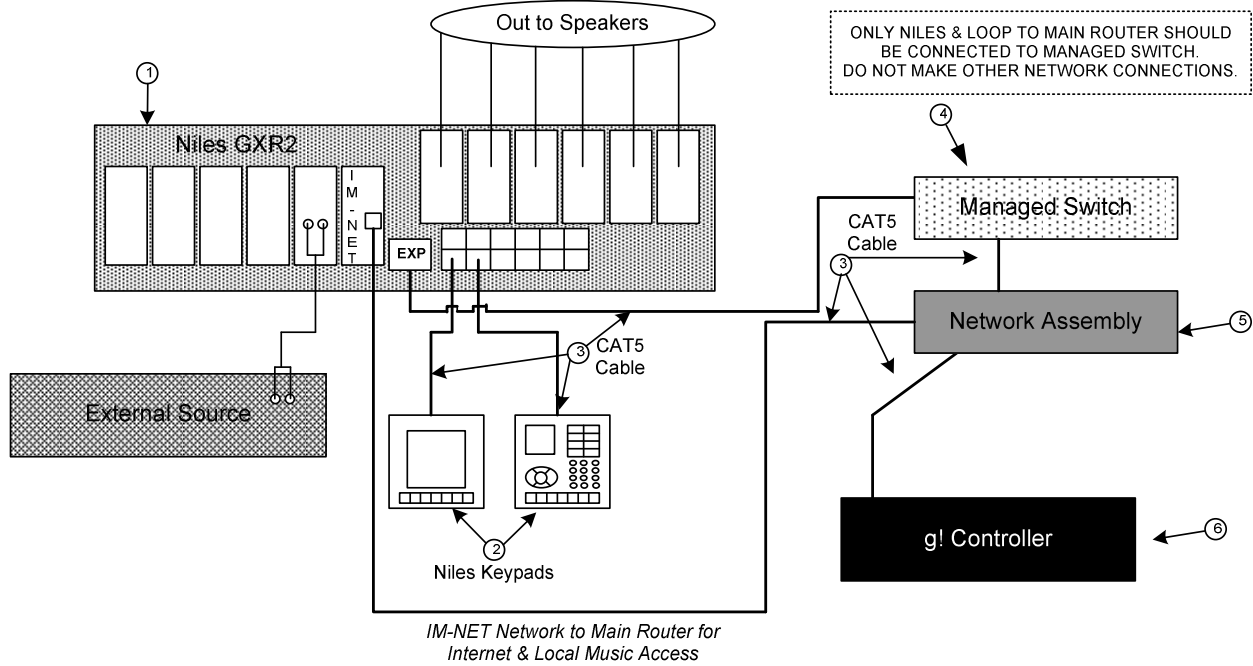 Out to Speakers
ONLY NILES & LOOP TO MAIN ROUTER SHOULD
BE CONNECTED TO MANAGED SWITCH.
DO NOT MAKE OTHER NETWORK CONNECTIONS.
1
4
Niles GXR2
IM-NET
EXP
Managed Switch
CAT5
Cable
3
Network Assembly
5
3
CAT5
Cable
External Source
g! Controller
6
2
Niles Keypads
IM-NET Network to Main Router for
Internet & Local Music Access